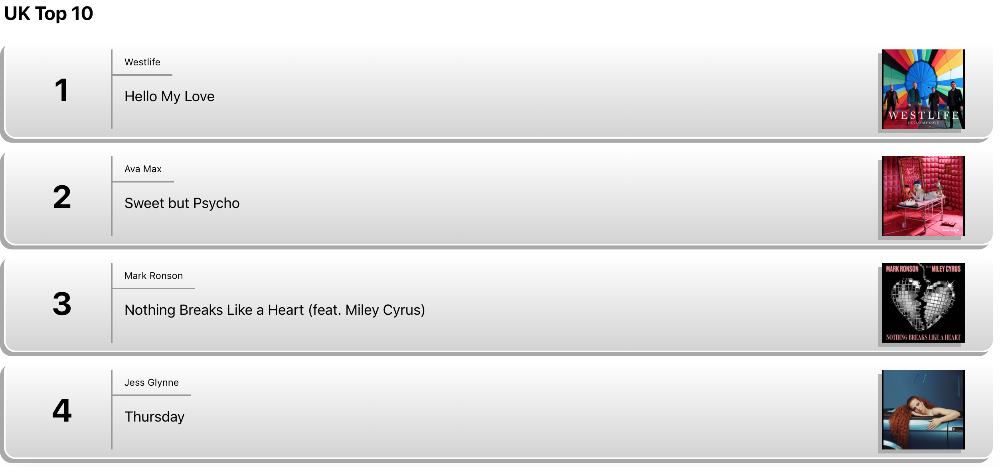 UK Top 10
1
Westlife
Hello My Love
WESTLIFE
HELLO MY LOVE
2
Ava Max
Sweet but Psycho
Sweet
But
PSYCHO
AVA MAX
3
Mark Ronson
Nothing Breaks Like a Heart (feat. Miley Cyrus)
MARK RONSON FEAT MILEY CYRUS
NOTHING BREAKS LIKE A HEART
4
Jess Glynne
Thursday